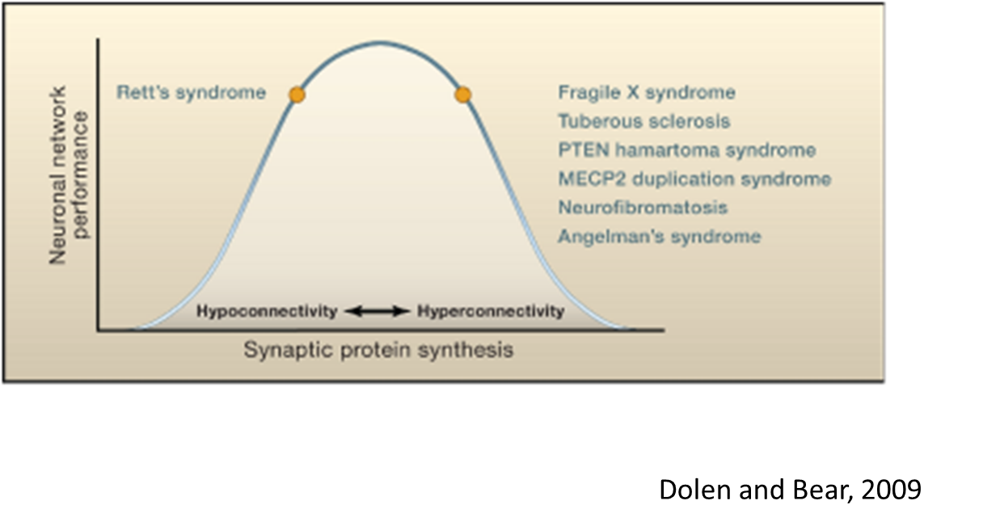 Neuronal network
performance
Rett's syndrome
Fragile X syndrome
Tuberous sclerosis
PTEN hamartoma syndrome
MECP2 duplication syndrome
Neurofibromatosis
Angelman's syndrome
Hypoconnectivity
Hyperconnectivity
Synaptic protein synthesis
Dolen and Bear, 2009